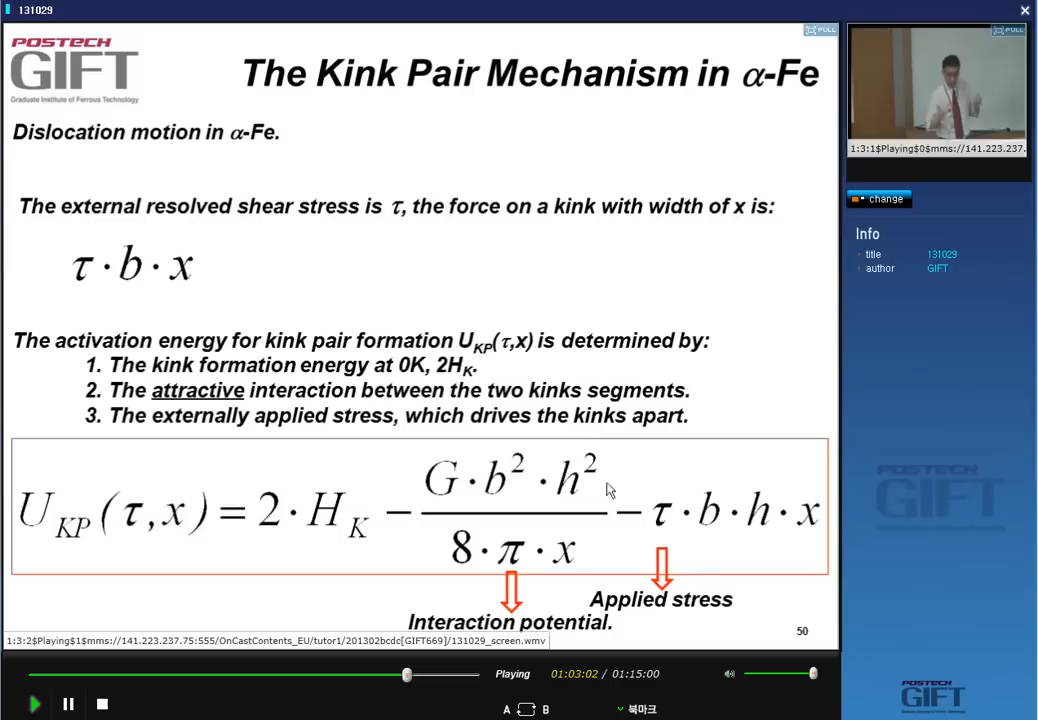 131029
POSTECH
GIFT
Graduate Institute of Ferrous Technology
The Kink Pair Mechanism in α-Fe
FULL
FULL
Dislocation motion in α-Fe.
1:3:1$Playing$0$mms://141.223.237.
change
The external resolved shear stress is τ, the force on a kink with width of x is:
τ · b · x
Info
title 131029
author GIFT
The activation energy for kink pair formation U_KP(τ,x) is determined by:
1. The kink formation energy at 0K, 2H_K.
2. The attractive interaction between the two kinks segments.
3. The externally applied stress, which drives the kinks apart.
U_KP(τ,x) = 2 · H_K − (G · b² · h²)/(8 · π · x) − τ · b · h · x
Applied stress
Interaction potential.
50
1:3:2$Playing$1$mms://141.223.237.75:555/OnCastContents_EU/tutor1/201302bcdc[GIFT669]/131029_screen.wmv
Playing 01:03:02 / 01:15:00
A B 북마크
POSTECH
GIFT